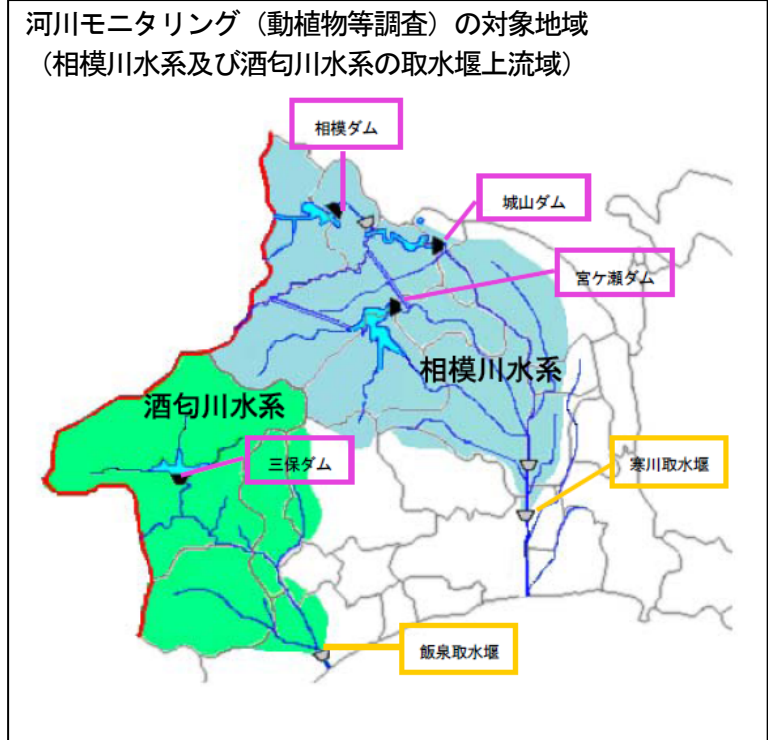 河川モニタリング（動植物等調査）の対象地域
（相模川水系及び酒匂川水系の取水堰上流域）
相模ダム
城山ダム
宮ケ瀬ダム
相模川水系
酒匂川水系
三保ダム
寒川取水堰
飯泉取水堰